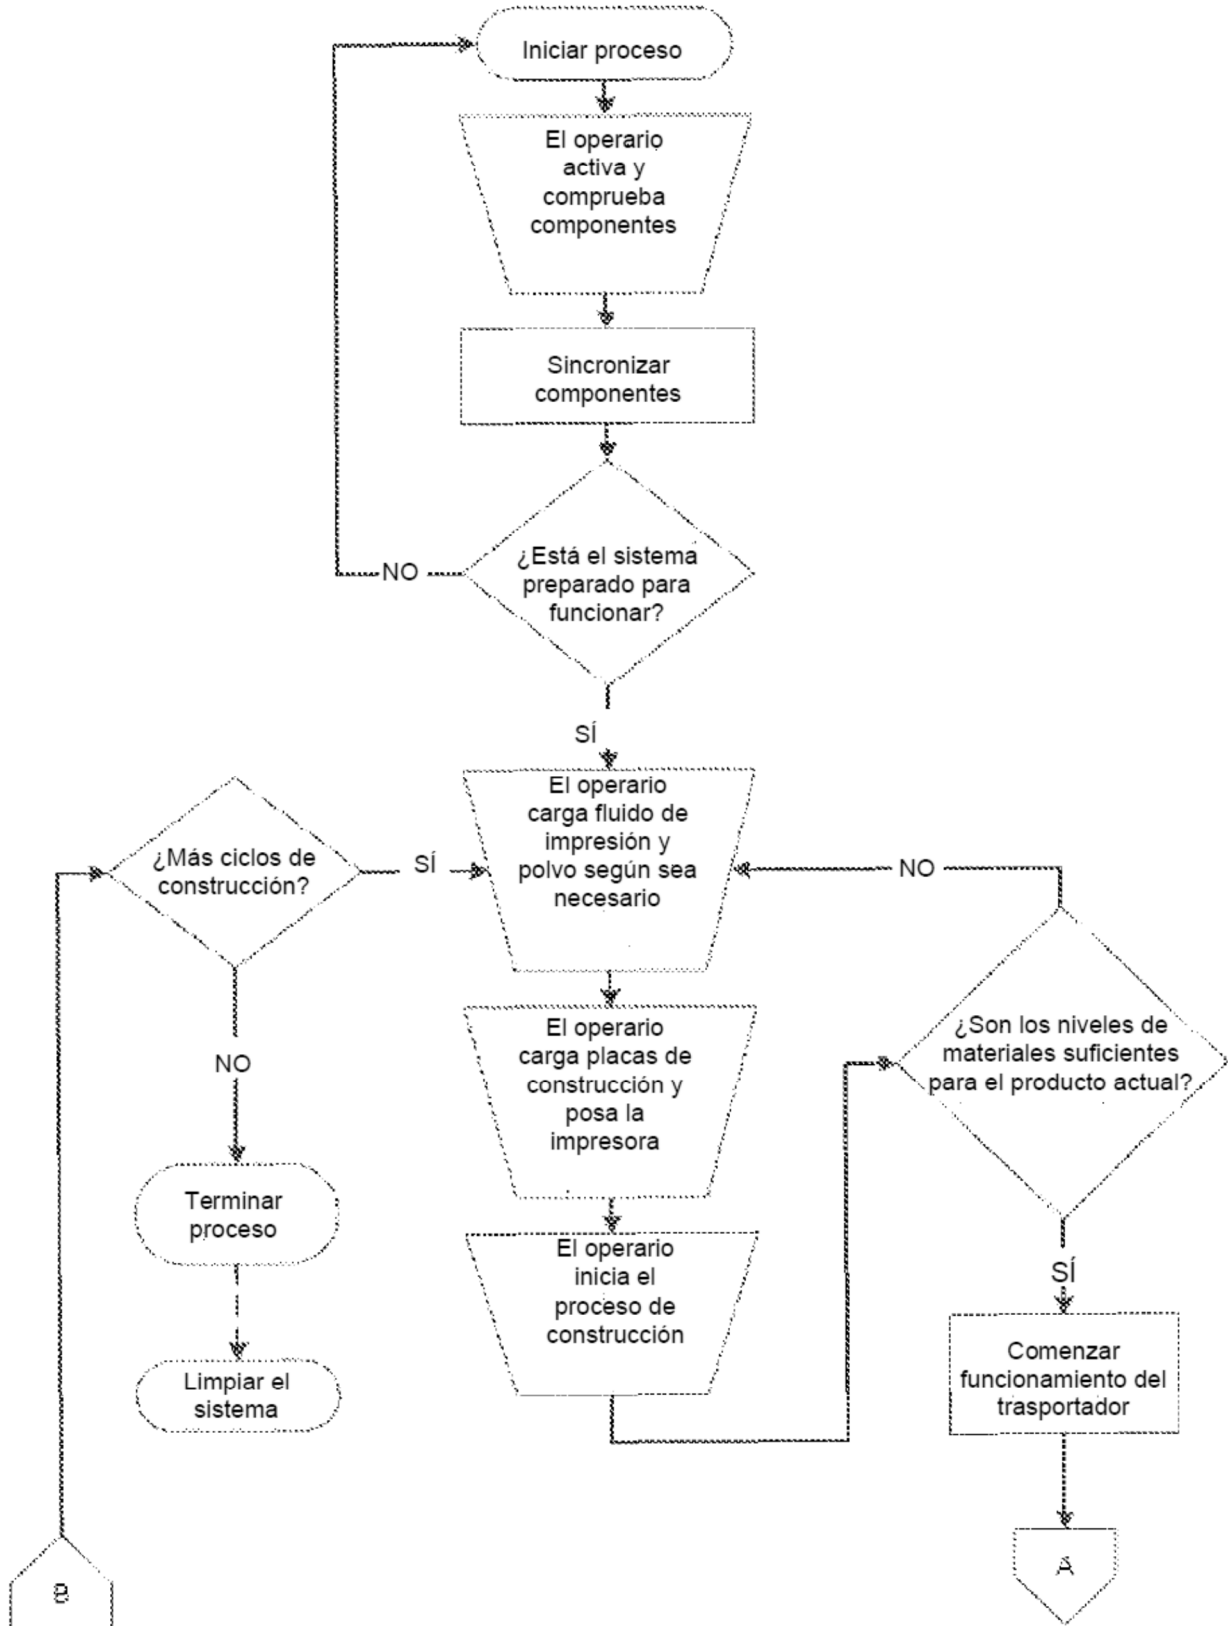 Iniciar proceso
El operario
activa y
comprueba
componentes
Sincronizar
componentes
¿Está el sistema
preparado para
funcionar?
NO
SÍ
El operario
carga fluido de
impresión y
polvo según sea
necesario
¿Más ciclos de
construcción?
SÍ
NO
NO
El operario
carga placas de
construcción y
posa la
impresora
¿Son los niveles de
materiales suficientes
para el producto actual?
Terminar
proceso
El operario
inicia el
proceso de
construcción
SÍ
Limpiar el
sistema
Comenzar
funcionamiento del
trasportador
A
B